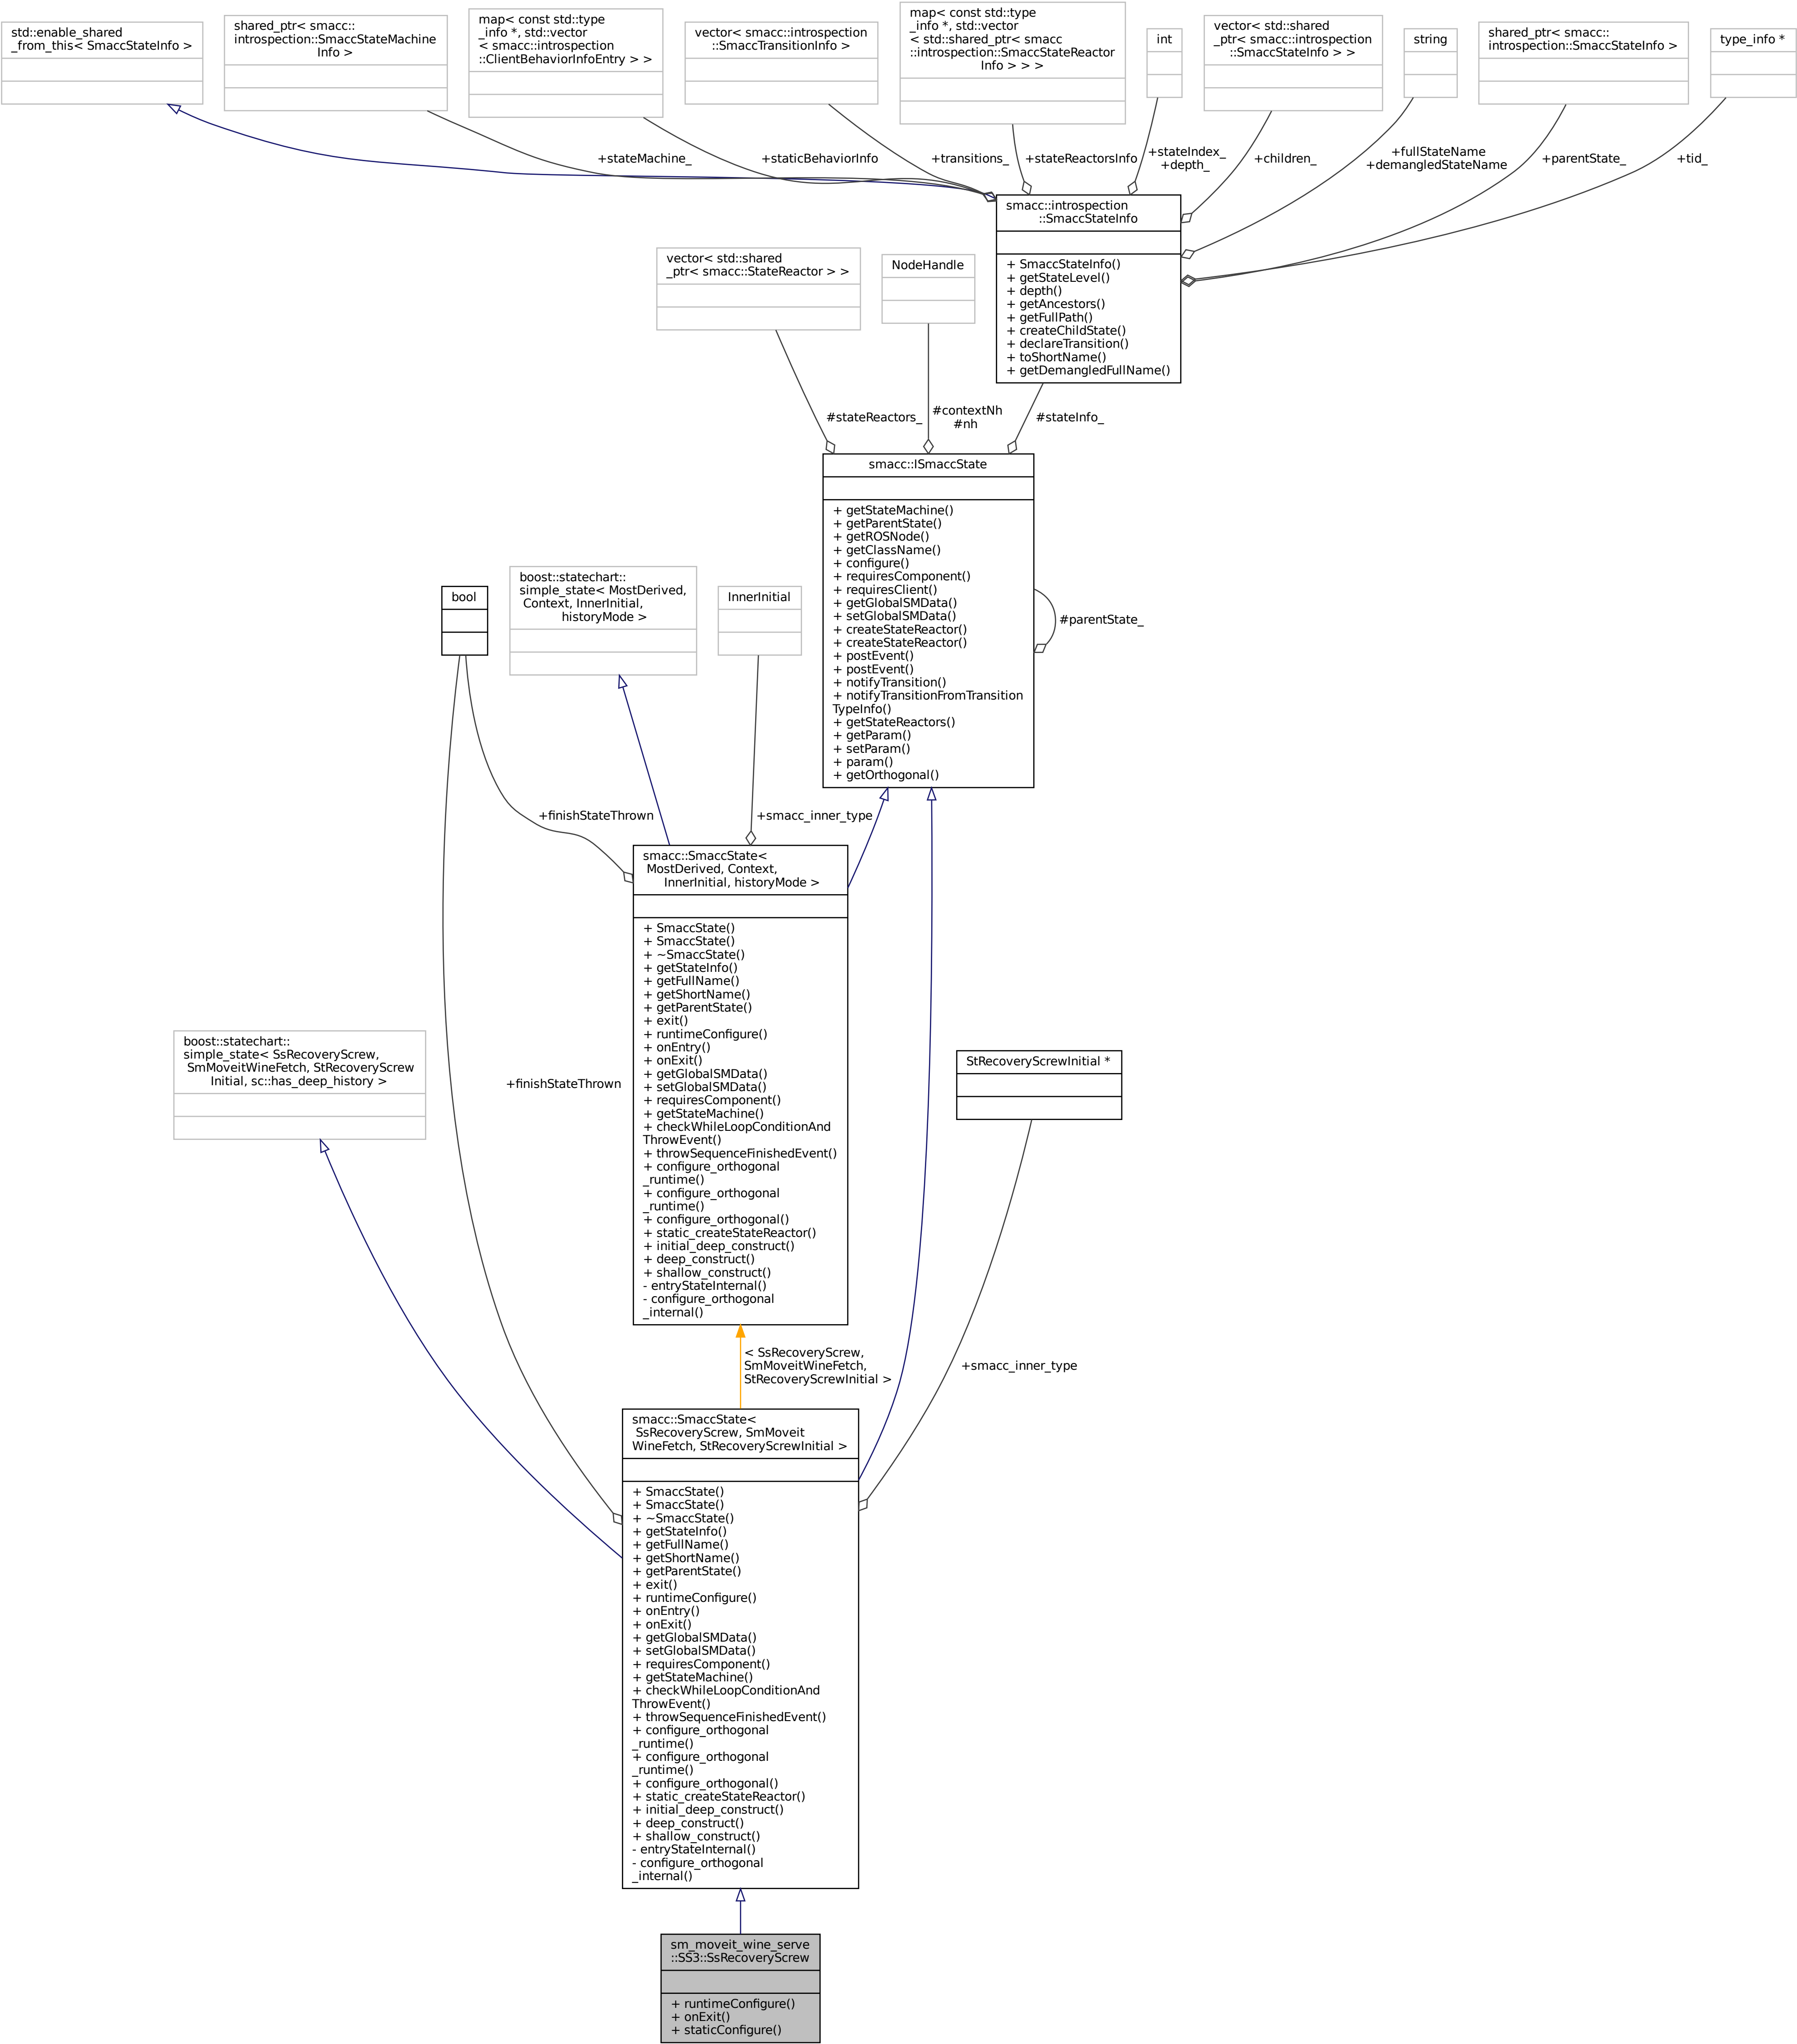 std::enable_shared
_from_this< SmaccStateInfo >
shared_ptr< smacc::
introspection::SmaccStateMachine
Info >
map< const std::type
_info *, std::vector
< smacc::introspection
::ClientBehaviorInfoEntry > >
vector< smacc::introspection
::SmaccTransitionInfo >
map< const std::type
_info *, std::vector
< std::shared_ptr< smacc
::introspection::SmaccStateReactor
Info > > >
int
vector< std::shared
_ptr< smacc::introspection
::SmaccStateInfo > >
string
shared_ptr< smacc::
introspection::SmaccStateInfo >
type_info *
+stateMachine_
+staticBehaviorInfo
+transitions_
+stateReactorsInfo
+stateIndex_
+depth_
+children_
+fullStateName
+demangledStateName
+parentState_
+tid_
smacc::introspection
::SmaccStateInfo
+ SmaccStateInfo()
+ getStateLevel()
+ depth()
+ getAncestors()
+ getFullPath()
+ createChildState()
+ declareTransition()
+ toShortName()
+ getDemangledFullName()
vector< std::shared
_ptr< smacc::StateReactor > >
NodeHandle
#stateReactors_
#contextNh
#nh
#stateInfo_
smacc::ISmaccState
+ getStateMachine()
+ getParentState()
+ getROSNode()
+ getClassName()
+ configure()
+ requiresComponent()
+ requiresClient()
+ getGlobalSMData()
+ setGlobalSMData()
+ createStateReactor()
+ createStateReactor()
+ postEvent()
+ postEvent()
+ notifyTransition()
+ notifyTransitionFromTransition
TypeInfo()
+ getStateReactors()
+ getParam()
+ setParam()
+ param()
+ getOrthogonal()
#parentState_
bool
boost::statechart::
simple_state< MostDerived,
Context, InnerInitial,
historyMode >
InnerInitial
+finishStateThrown
+smacc_inner_type
smacc::SmaccState<
MostDerived, Context,
InnerInitial, historyMode >
+ SmaccState()
+ SmaccState()
+ ~SmaccState()
+ getStateInfo()
+ getFullName()
+ getShortName()
+ getParentState()
+ exit()
+ runtimeConfigure()
+ onEntry()
+ onExit()
+ getGlobalSMData()
+ setGlobalSMData()
+ requiresComponent()
+ getStateMachine()
+ checkWhileLoopConditionAnd
ThrowEvent()
+ throwSequenceFinishedEvent()
+ configure_orthogonal
_runtime()
+ configure_orthogonal
_runtime()
+ configure_orthogonal()
+ static_createStateReactor()
+ initial_deep_construct()
+ deep_construct()
+ shallow_construct()
- entryStateInternal()
- configure_orthogonal
_internal()
boost::statechart::
simple_state< SsRecoveryScrew,
SmMoveitWineFetch, StRecoveryScrew
Initial, sc::has_deep_history >
+finishStateThrown
StRecoveryScrewInitial *
< SsRecoveryScrew,
SmMoveitWineFetch,
StRecoveryScrewInitial >
+smacc_inner_type
smacc::SmaccState<
SsRecoveryScrew, SmMoveit
WineFetch, StRecoveryScrewInitial >
+ SmaccState()
+ SmaccState()
+ ~SmaccState()
+ getStateInfo()
+ getFullName()
+ getShortName()
+ getParentState()
+ exit()
+ runtimeConfigure()
+ onEntry()
+ onExit()
+ getGlobalSMData()
+ setGlobalSMData()
+ requiresComponent()
+ getStateMachine()
+ checkWhileLoopConditionAnd
ThrowEvent()
+ throwSequenceFinishedEvent()
+ configure_orthogonal
_runtime()
+ configure_orthogonal
_runtime()
+ configure_orthogonal()
+ static_createStateReactor()
+ initial_deep_construct()
+ deep_construct()
+ shallow_construct()
- entryStateInternal()
- configure_orthogonal
_internal()
sm_moveit_wine_serve
::SS3::SsRecoveryScrew
+ runtimeConfigure()
+ onExit()
+ staticConfigure()